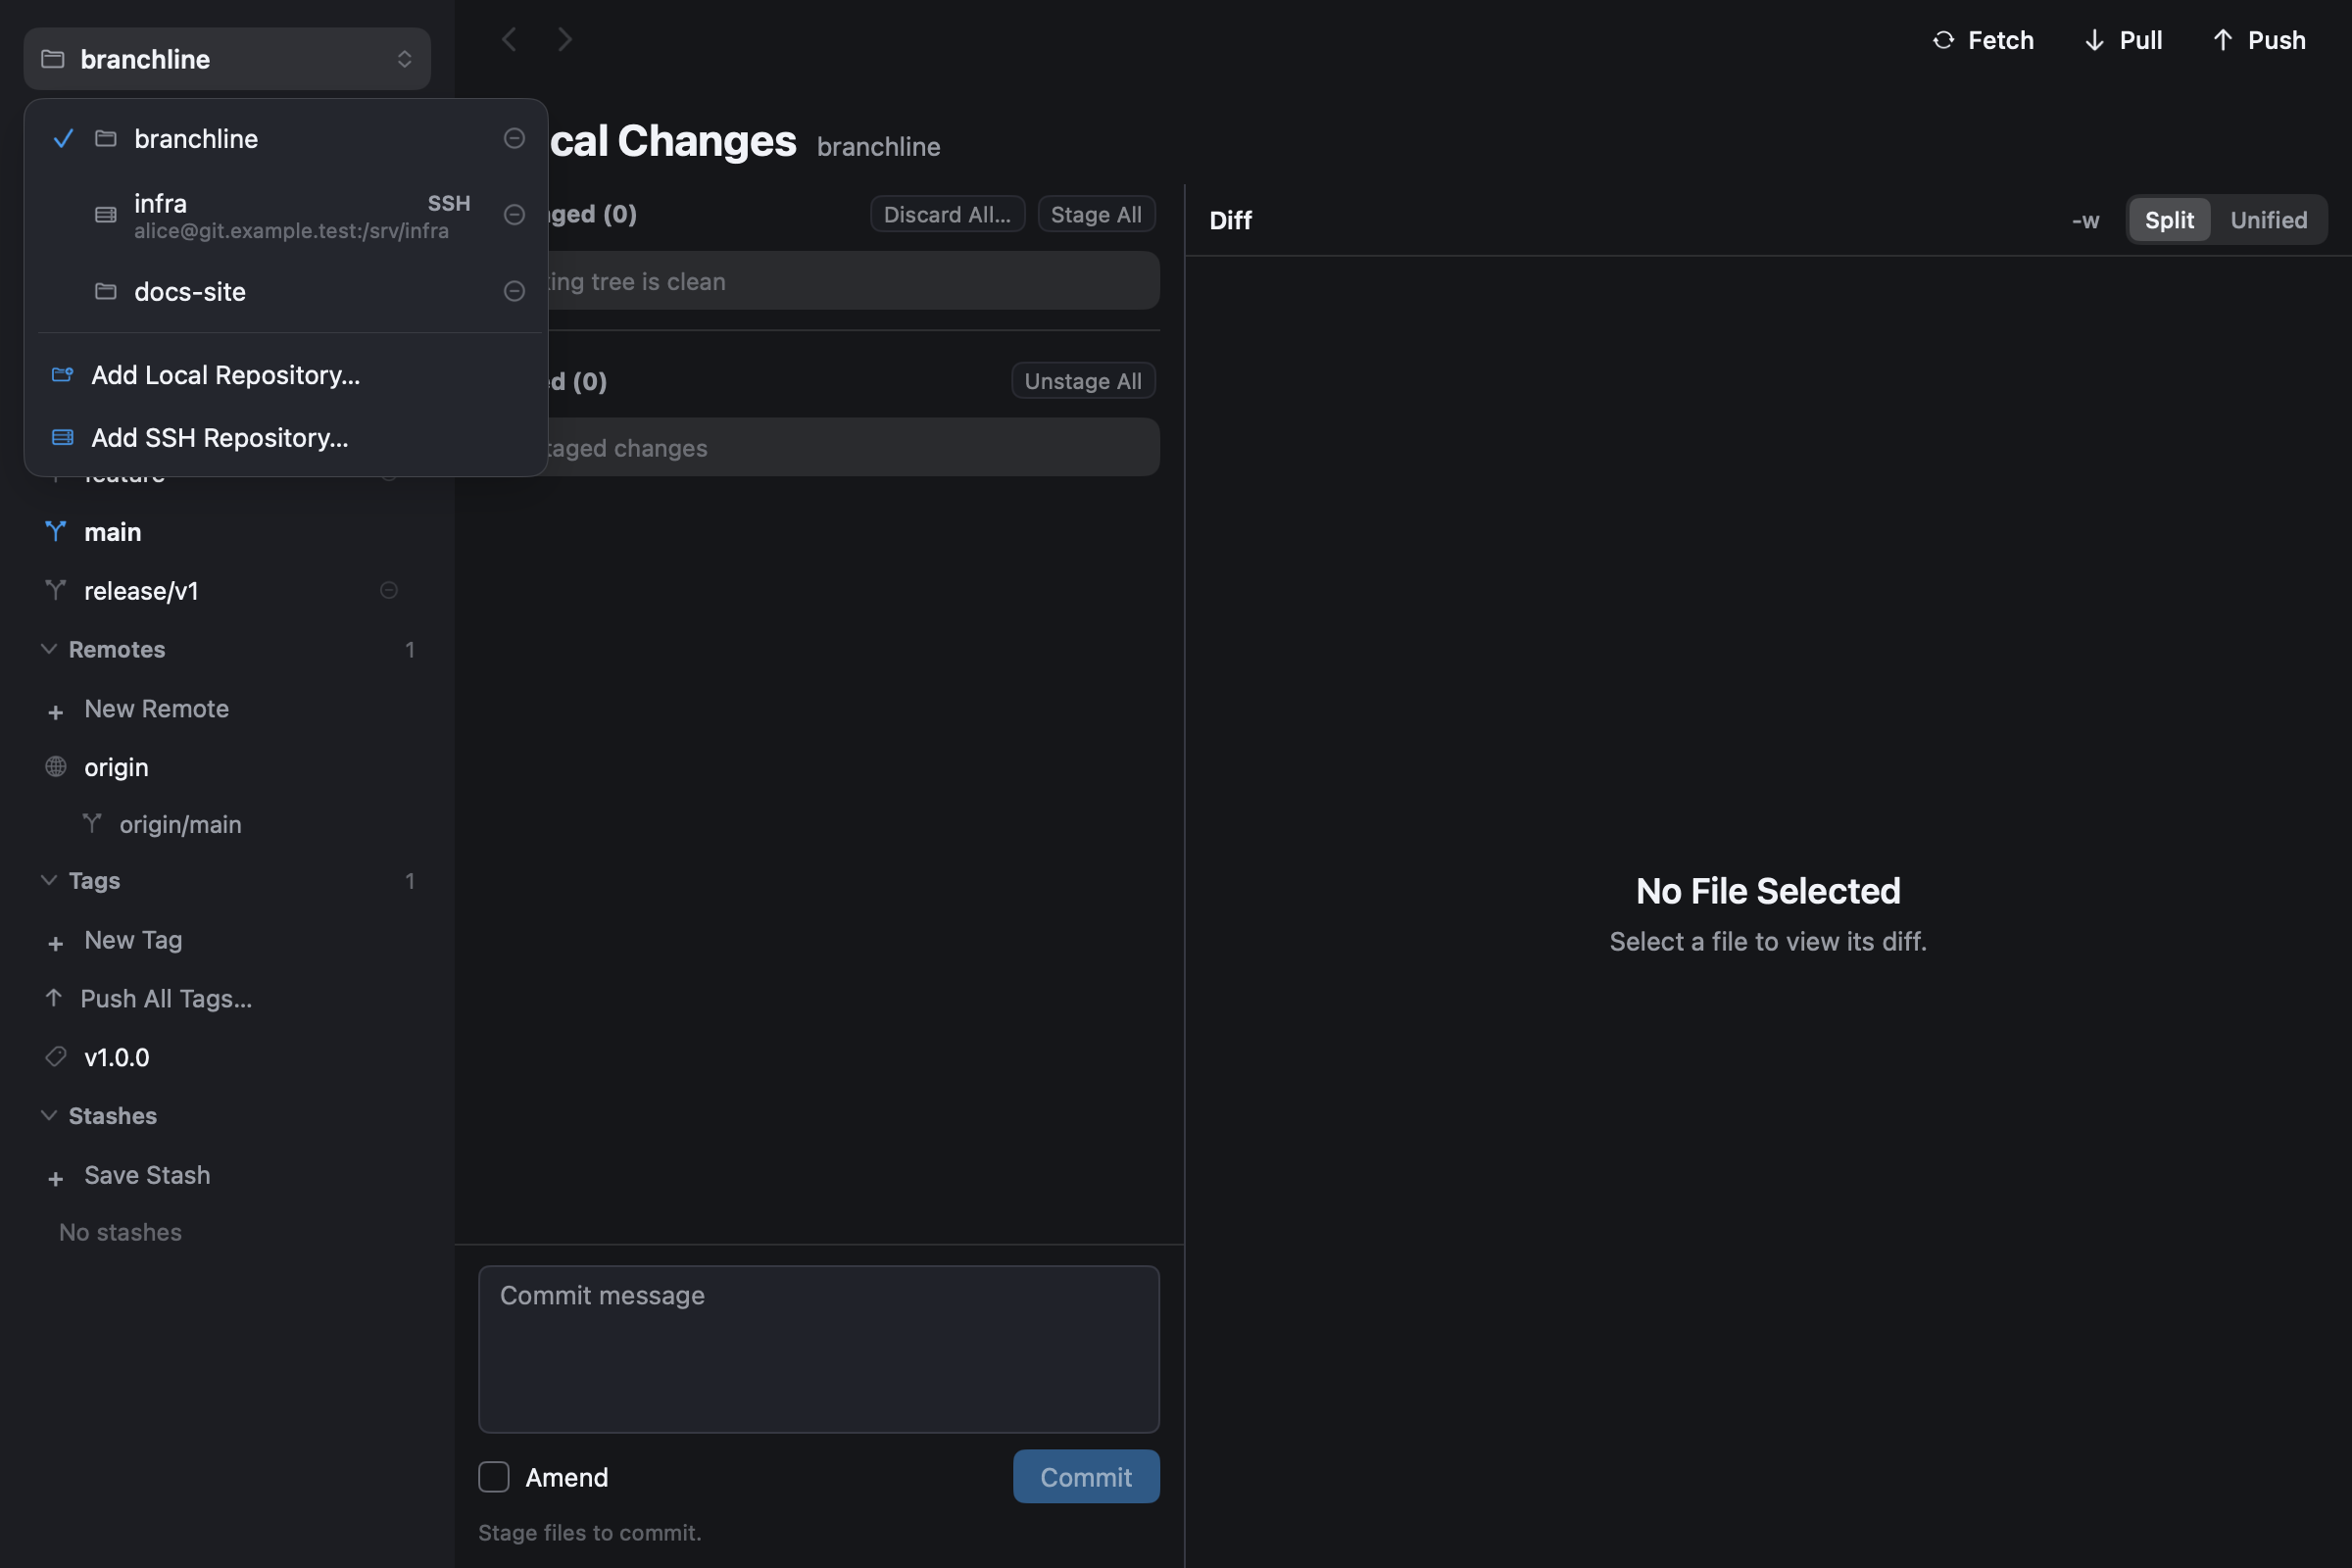 branchline
Fetch
Pull
Push
branchline
infra
SSH
alice@git.example.test:/srv/infra
docs-site
Add Local Repository...
Add SSH Repository...
cal Changes branchline
(0)
Discard All...
Stage All
tree is clean
(0)
Unstage All
changes
Diff
-w
Split
Unified
main
release/v1
Remotes
1
New Remote
origin
origin/main
Tags
1
New Tag
Push All Tags...
v1.0.0
Stashes
Save Stash
No stashes
No File Selected
Select a file to view its diff.
Commit message
Amend
Commit
Stage files to commit.